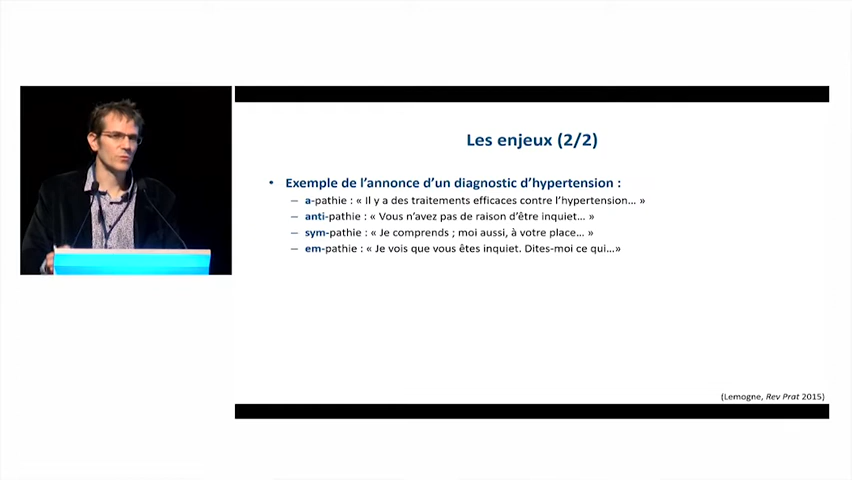 Les enjeux (2/2)
• Exemple de l’annonce d’un diagnostic d’hypertension :
– a-pathie : « Il y a des traitements efficaces contre l’hypertension... »
– anti-pathie : « Vous n’avez pas de raison d’être inquiet... »
– sym-pathie : « Je comprends ; moi aussi, à votre place... »
– em-pathie : « Je vois que vous êtes inquiet. Dites-moi ce qui...»
(Lemogne, Rev Prat 2015)